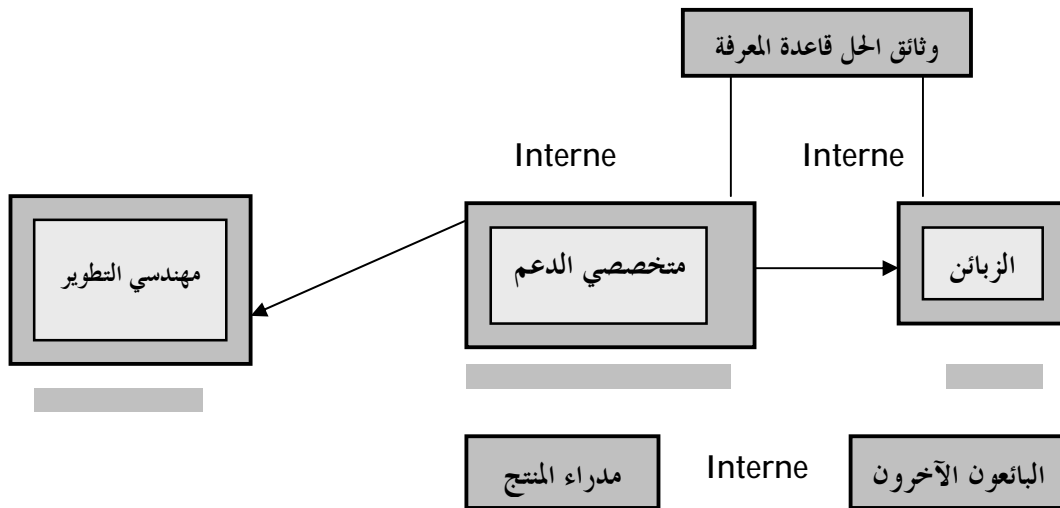 وثائق الحل قاعدة المعرفة
Interne
Interne
الزبائن
متخصصي الدعم
مهندسي التطوير
البائعون الآخرون
Interne
مدراء المنتج